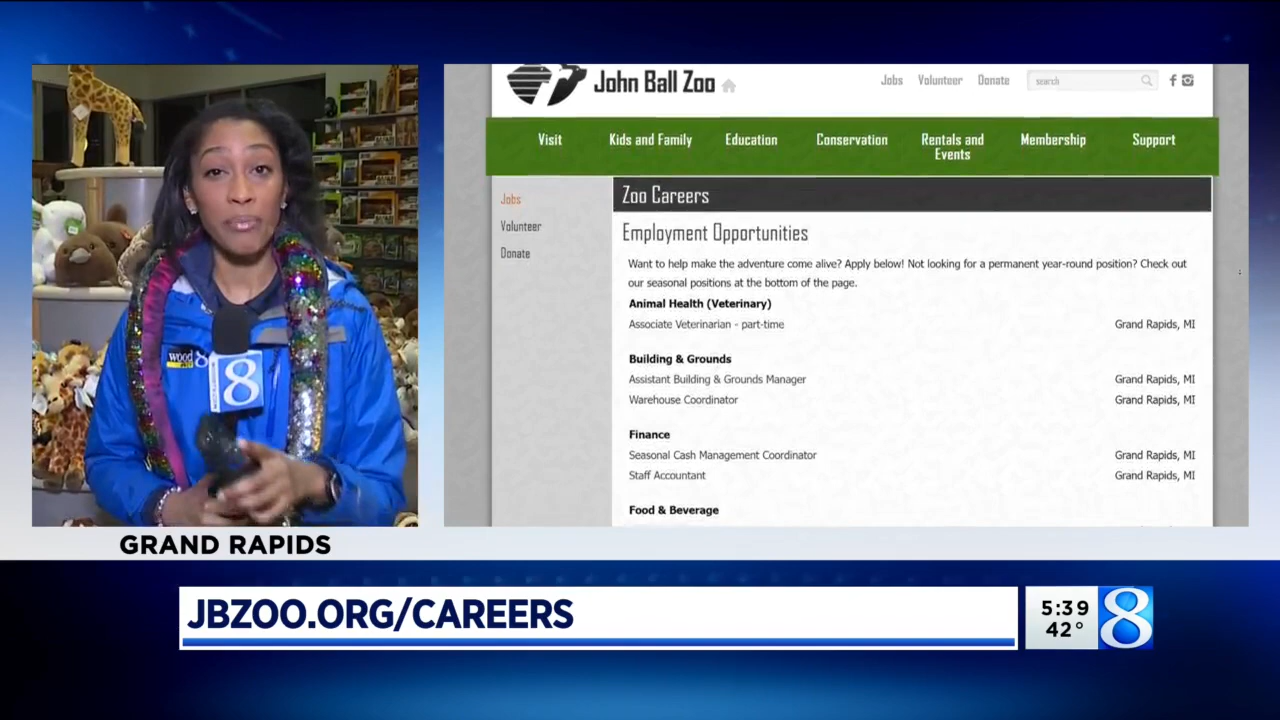 John Ball Zoo
Jobs Volunteer Donate search
Visit Kids and Family Education Conservation Rentals and Events Membership Support
Jobs
Volunteer
Donate
Zoo Careers
Employment Opportunities
Want to help make the adventure come alive? Apply below! Not looking for a permanent year-round position? Check out
our seasonal positions at the bottom of the page.
Animal Health (Veterinary)
Associate Veterinarian - part-time Grand Rapids, MI
Building & Grounds
Assistant Building & Grounds Manager Grand Rapids, MI
Warehouse Coordinator Grand Rapids, MI
Finance
Seasonal Cash Management Coordinator Grand Rapids, MI
Staff Accountant Grand Rapids, MI
Food & Beverage
wood 8
8
GRAND RAPIDS
JBZOO.ORG/CAREERS
5:39
42°
8